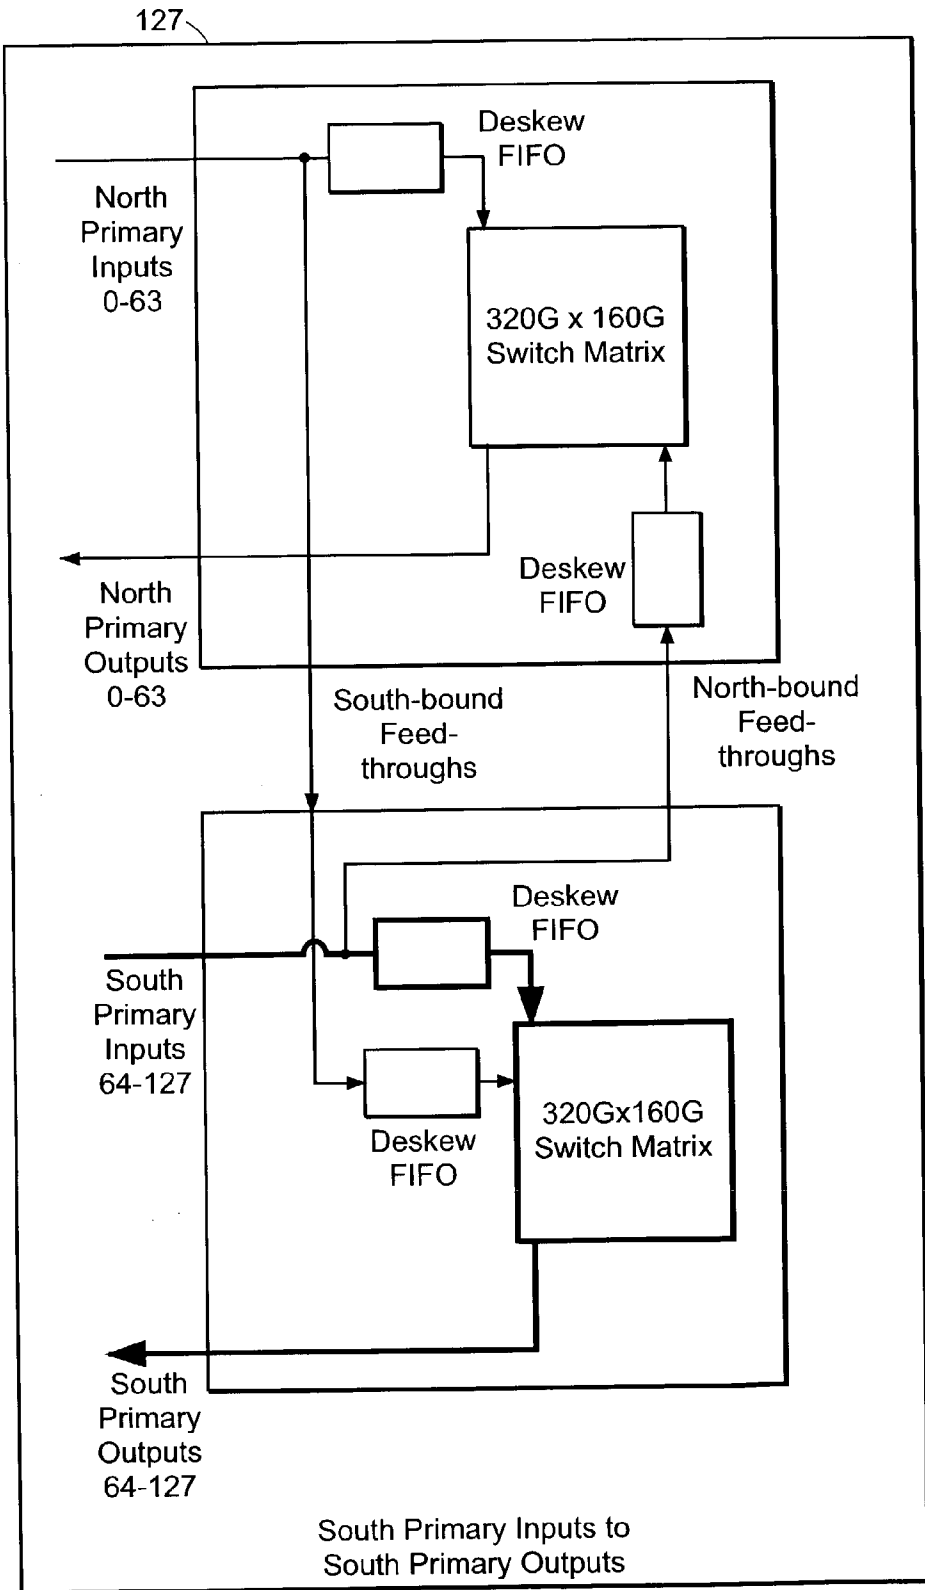 127
Deskew
FIFO
North
Primary
Inputs
0-63
320G x 160G
Switch Matrix
Deskew
FIFO
North
Primary
Outputs
0-63
South-bound
Feed-
throughs
North-bound
Feed-
throughs
Deskew
FIFO
South
Primary
Inputs
64-127
320Gx160G
Switch Matrix
Deskew
FIFO
South
Primary
Outputs
64-127
South Primary Inputs to
South Primary Outputs